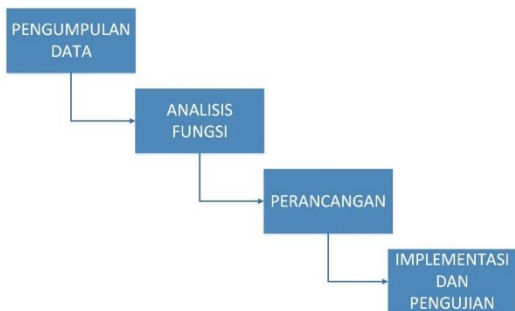 PENGUMPULAN
DATA
ANALISIS
FUNGSI
PERANCANGAN
IMPLEMENTASI
DAN
PENGUJIAN